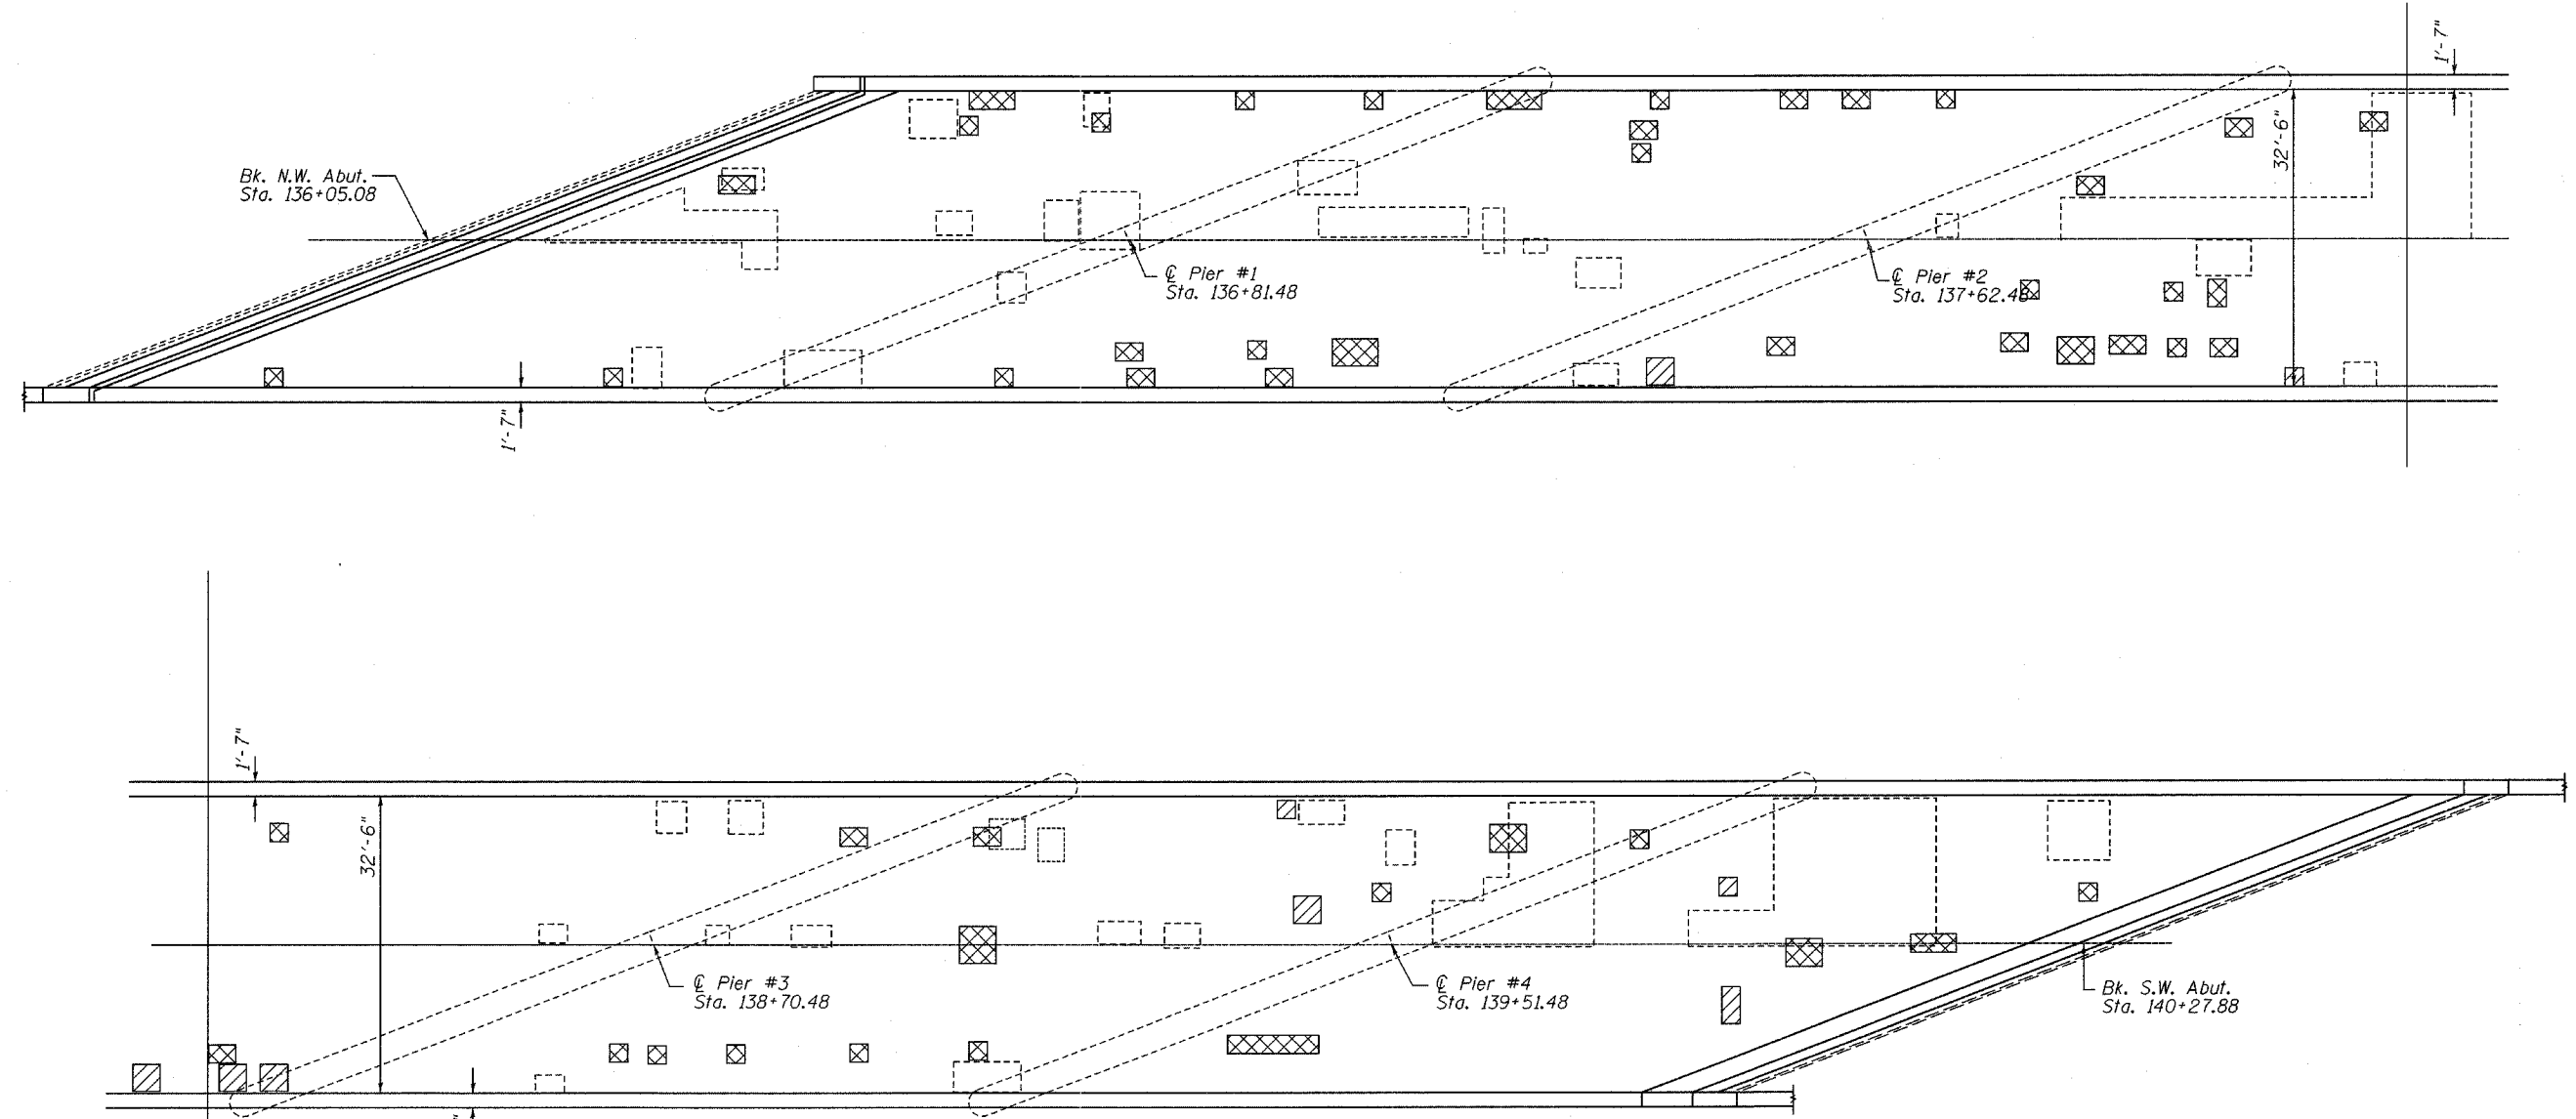 1'-7"
Bk. N.W. Abut.
Sta. 136+05.08
32'-6"
℄ Pier #1
Sta. 136+81.48
℄ Pier #2
Sta. 137+62.48
1'-7"
1'-7"
32'-6"
℄ Pier #3
Sta. 138+70.48
℄ Pier #4
Sta. 139+51.48
Bk. S.W. Abut.
Sta. 140+27.88